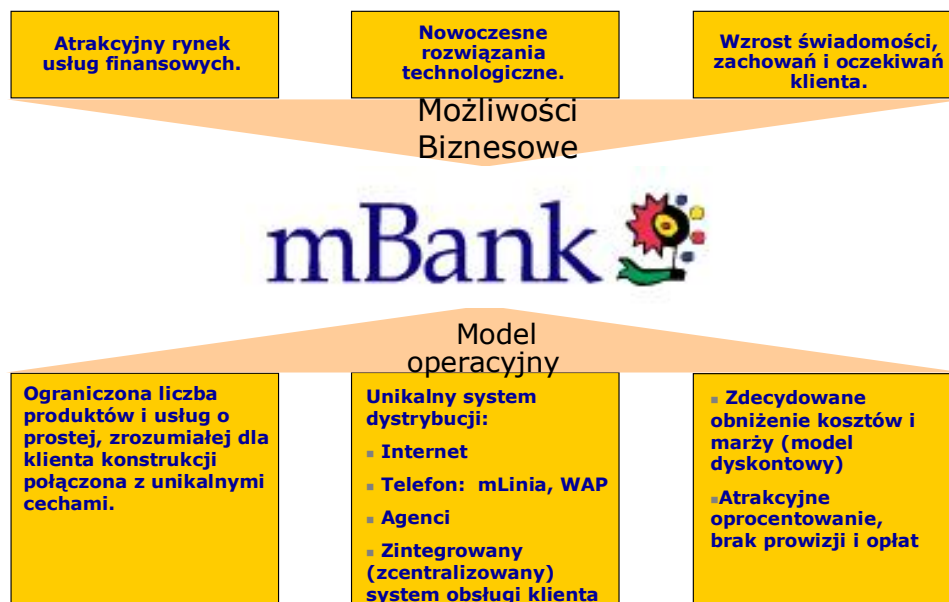 Atrakcyjny rynek
usług finansowych.
Nowoczesne
rozwiązania
technologiczne.
Wzrost świadomości,
zachowań i oczekiwań
klienta.
Możliwości
Biznesowe
mBank
Model
operacyjny
Ograniczona liczba
produktów i usług o
prostej, zrozumiałej dla
klienta konstrukcji
połączona z unikalnymi
cechami.
Unikalny system
dystrybucji:
▪ Internet
▪ Telefon: mLinia, WAP
▪ Agenci
▪ Zintegrowany
(zcentralizowany)
system obsługi klienta
▪ Zdecydowane
obniżenie kosztów i
marży (model
dyskontowy)
▪Atrakcyjne
oprocentowanie,
brak prowizji i opłat